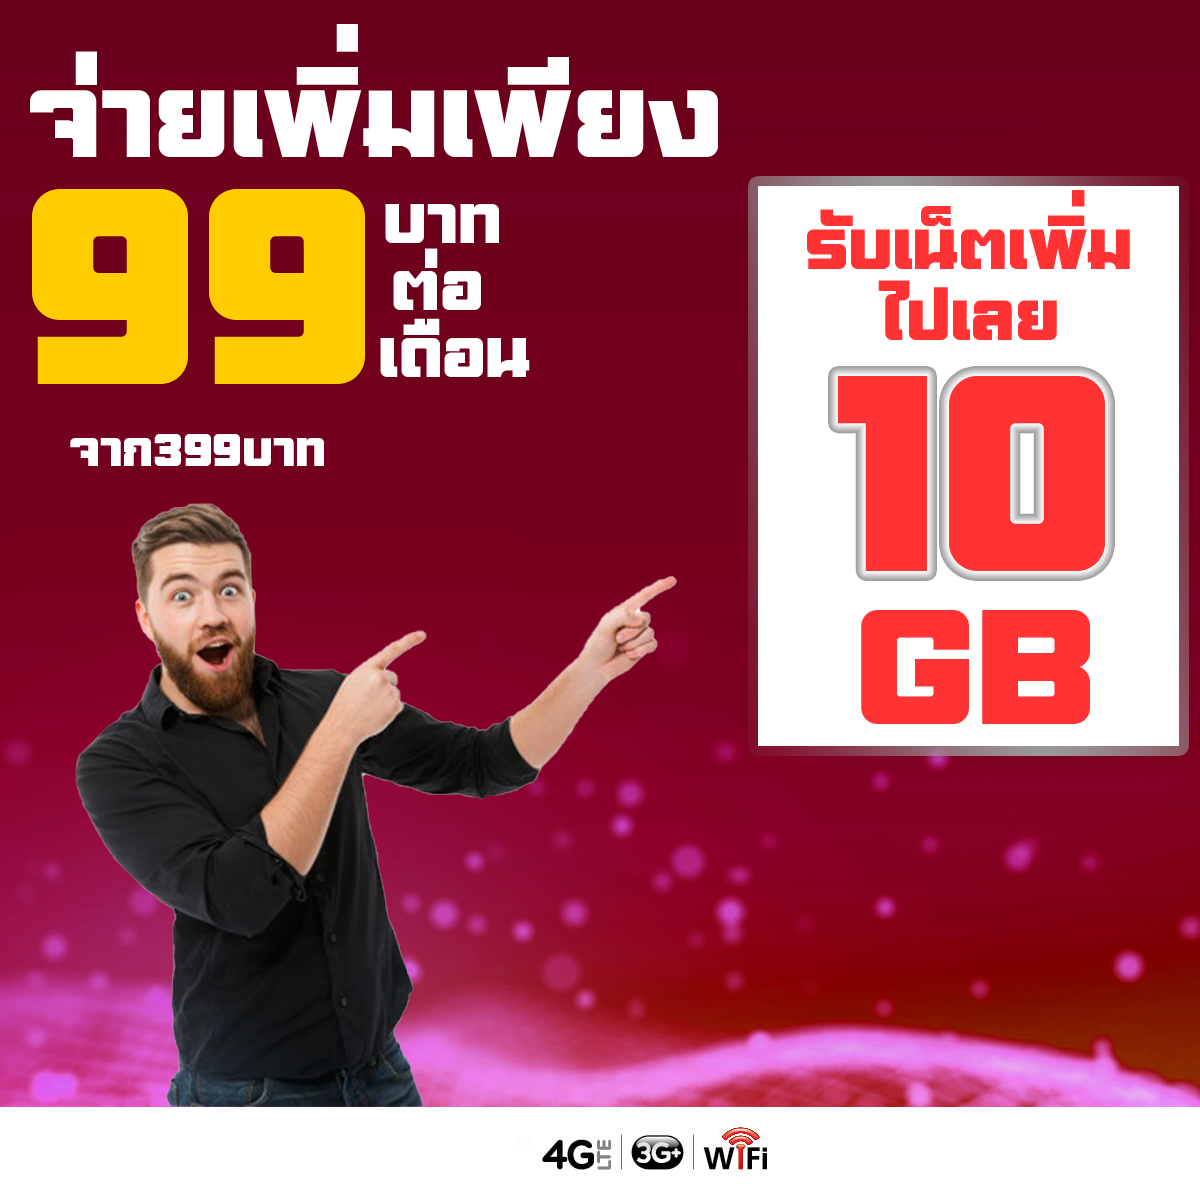 จ่ายเพิ่มเพียง
99 บาท
ต่อ
เดือน
จาก399บาท
รับเน็ตเพิ่ม
ไปเลย
10
GB
4G LTE 3G+ WiFi